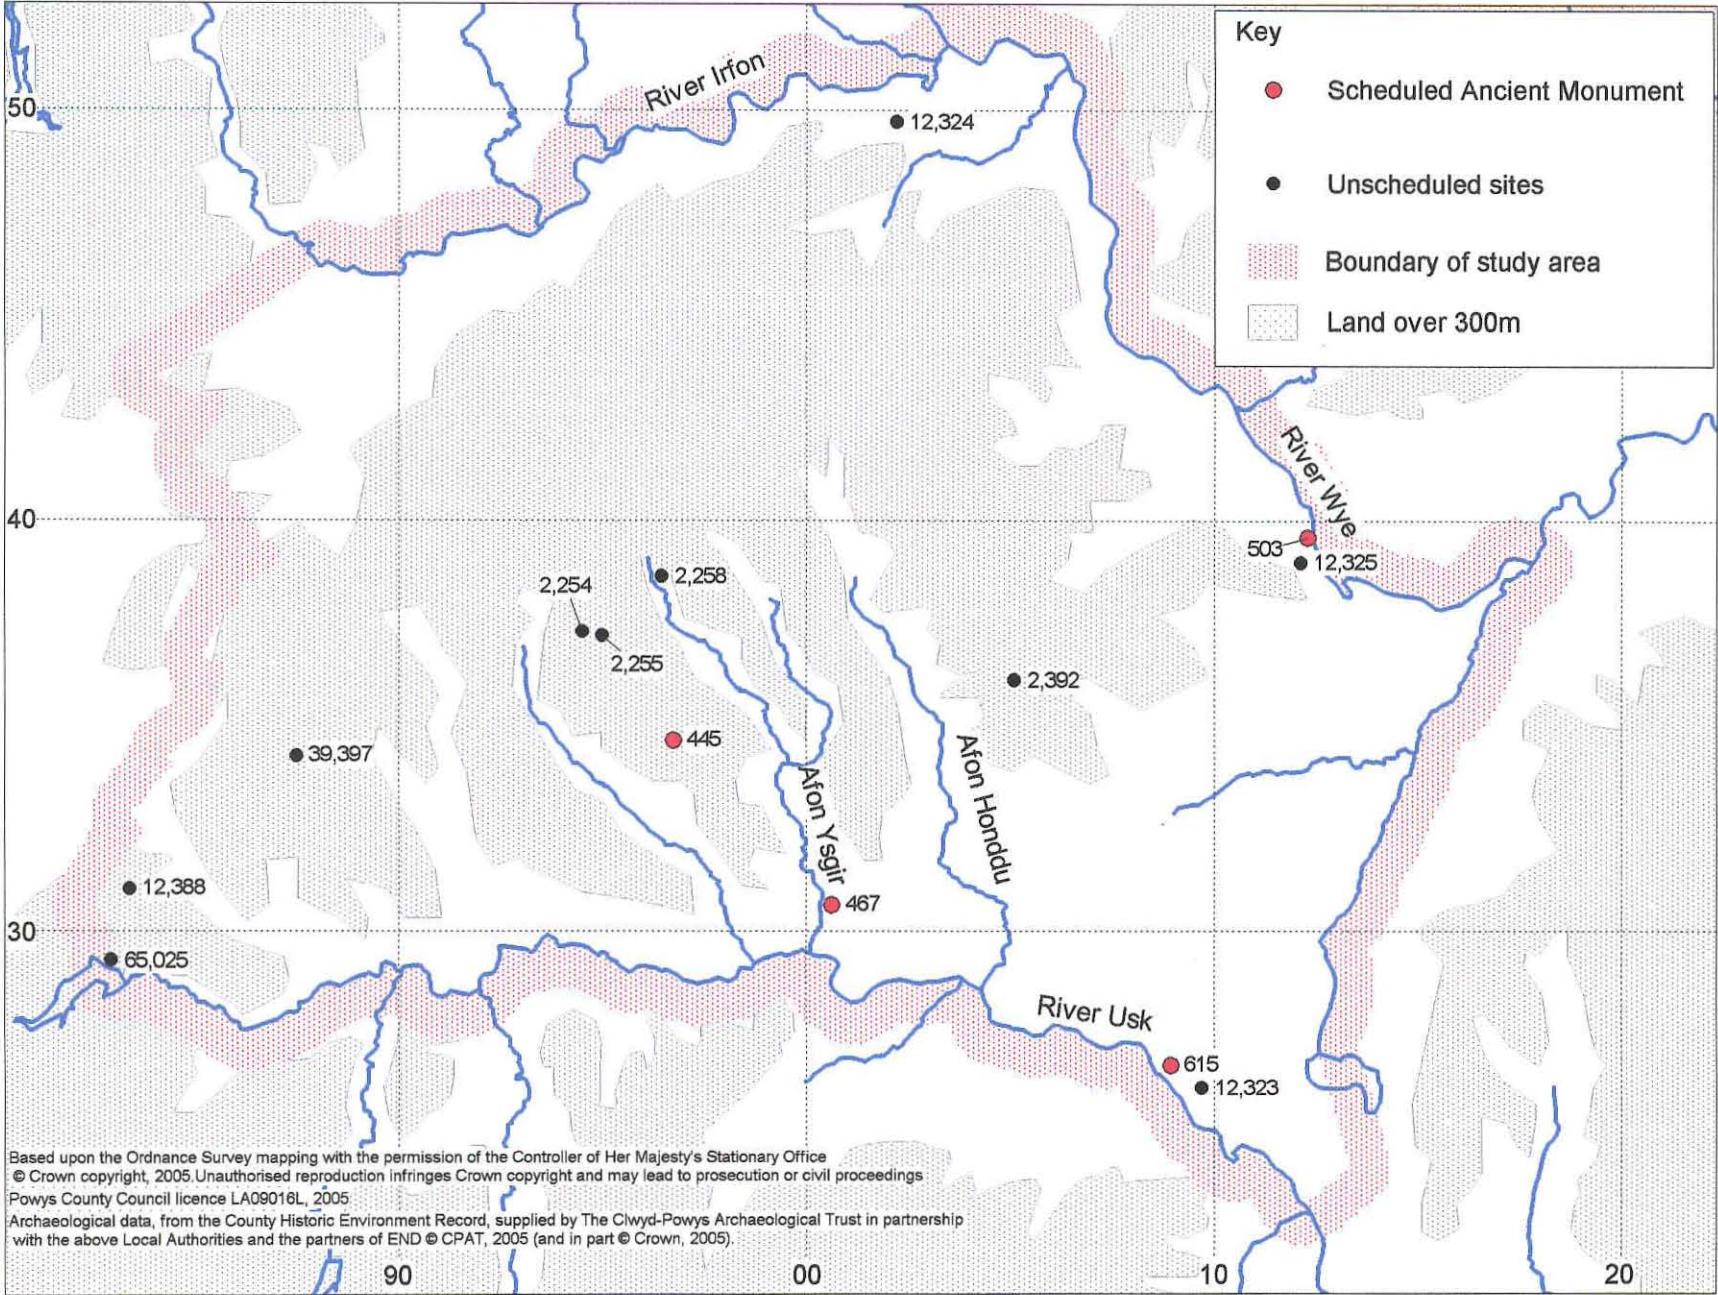 Key
Scheduled Ancient Monument
Unscheduled sites
Boundary of study area
Land over 300m
River Irfon
50
12,324
River Wye
40
503
12,325
2,258
2,254
2,255
2,392
445
39,397
Afon Ysgir
Afon Honddu
12,388
467
30
65,025
River Usk
615
12,323
Based upon the Ordnance Survey mapping with the permission of the Controller of Her Majesty's Stationary Office
© Crown copyright, 2005.Unauthorised reproduction infringes Crown copyright and may lead to prosecution or civil proceedings
Powys County Council licence LA09016L, 2005
Archaeological data, from the County Historic Environment Record, supplied by The Clwyd-Powys Archaeological Trust in partnership
with the above Local Authorities and the partners of END © CPAT, 2005 (and in part © Crown, 2005).
90
00
10
20